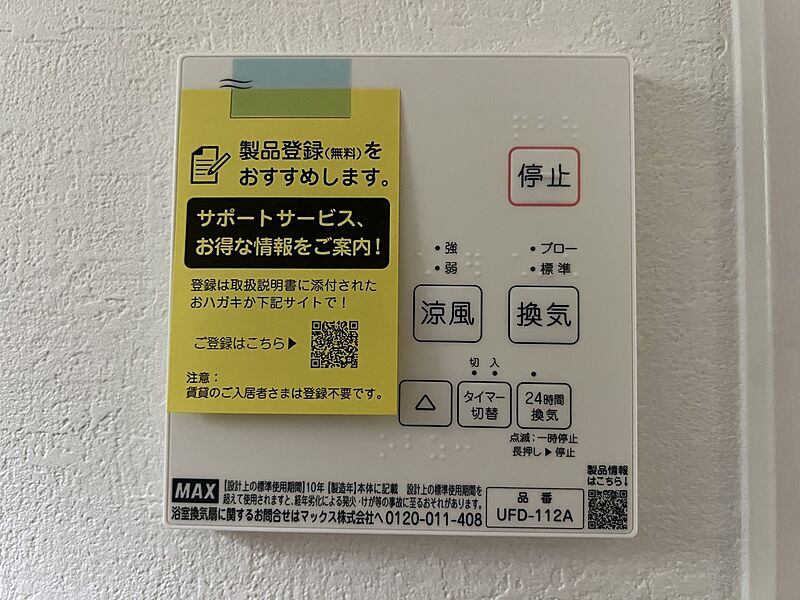 製品登録(無料)を
おすすめします。
サポートサービス、
お得な情報をご案内!
登録は取扱説明書に添付された
おハガキか下記サイトで!
ご登録はこちら▶
注意:
賃貸のご入居者さまは登録不要です。
停止
強
弱
ブロー
標準
涼風
換気
切 入
△
タイマー
切替
24時間
換気
点滅:一時停止
長押し▶停止
製品情報
はこちら↓
MAX
【設計上の標準使用期間】10年 【製造年】本体に記載 設計上の標準使用期間を
超えて使用されますと、経年劣化による発火・けが等の事故に至るおそれがあります。
浴室換気扇に関するお問合せはマックス株式会社へ 0120-011-408
品番
UFD-112A